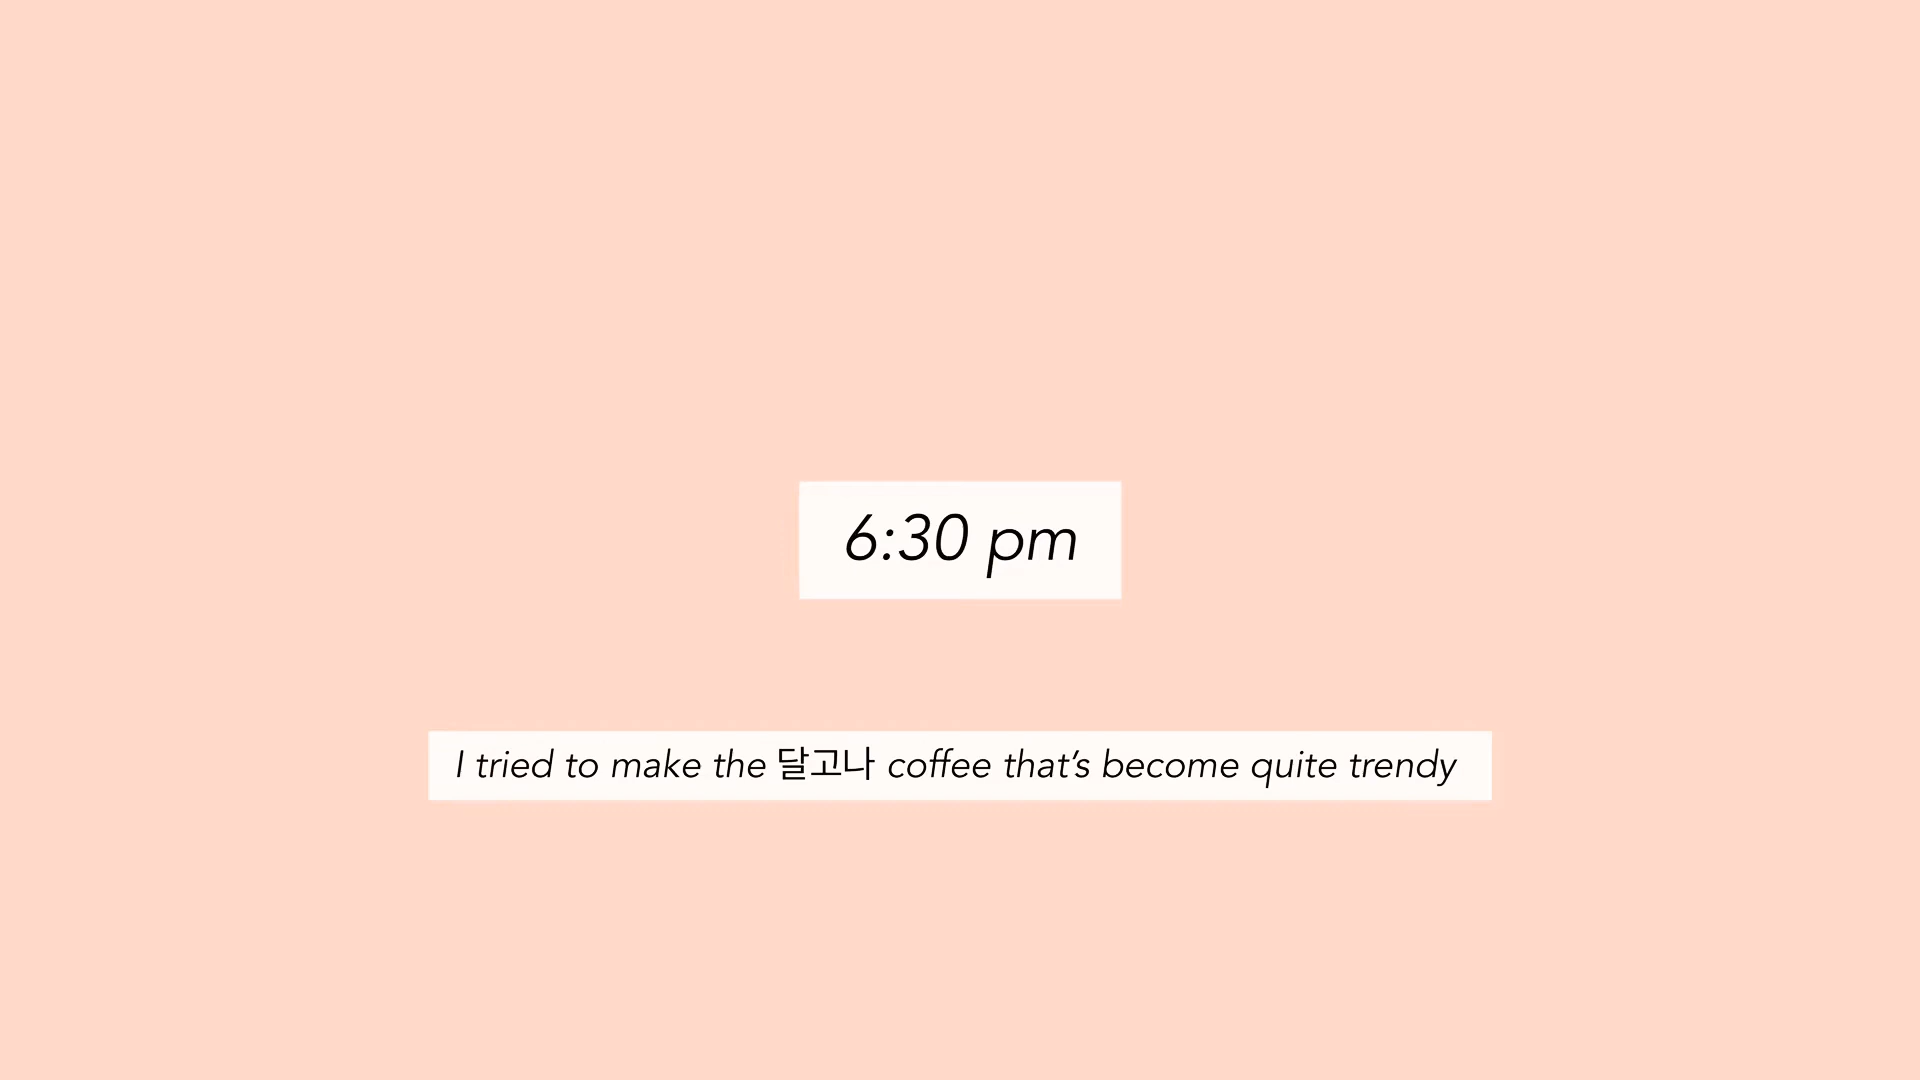 6:30 pm
I tried to make the 달고나 coffee that’s become quite trendy